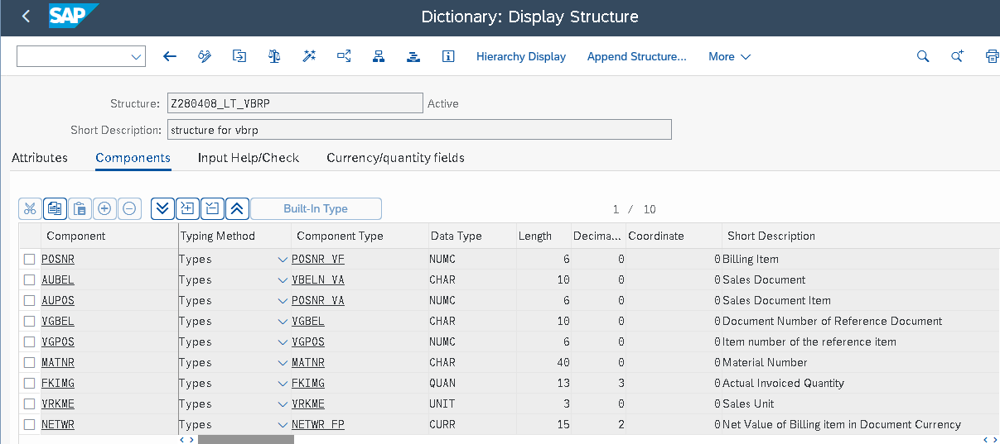 SAP Dictionary: Display Structure
Hierarchy Display Append Structure... More
Structure: Z280408_LT_VBRP Active
Short Description: structure for vbrp
Attributes Components Input Help/Check Currency/quantity fields
Built-In Type 1 / 10
Component Typing Method Component Type Data Type Length Decima... Coordinate Short Description
POSNR Types POSNR_VF NUMC 6 0 0 Billing Item
AUBEL Types VBELN_VA CHAR 10 0 0 Sales Document
AUPOS Types POSNR_VA NUMC 6 0 0 Sales Document Item
VGBEL Types VGBEL CHAR 10 0 0 Document Number of Reference Document
VGPOS Types VGPOS NUMC 6 0 0 Item number of the reference item
MATNR Types MATNR CHAR 40 0 0 Material Number
FKIMG Types FKIMG QUAN 13 3 0 Actual Invoiced Quantity
VRKME Types VRKME UNIT 3 0 0 Sales Unit
NETWR Types NETWR_FP CURR 15 2 0 Net Value of Billing item in Document Currency